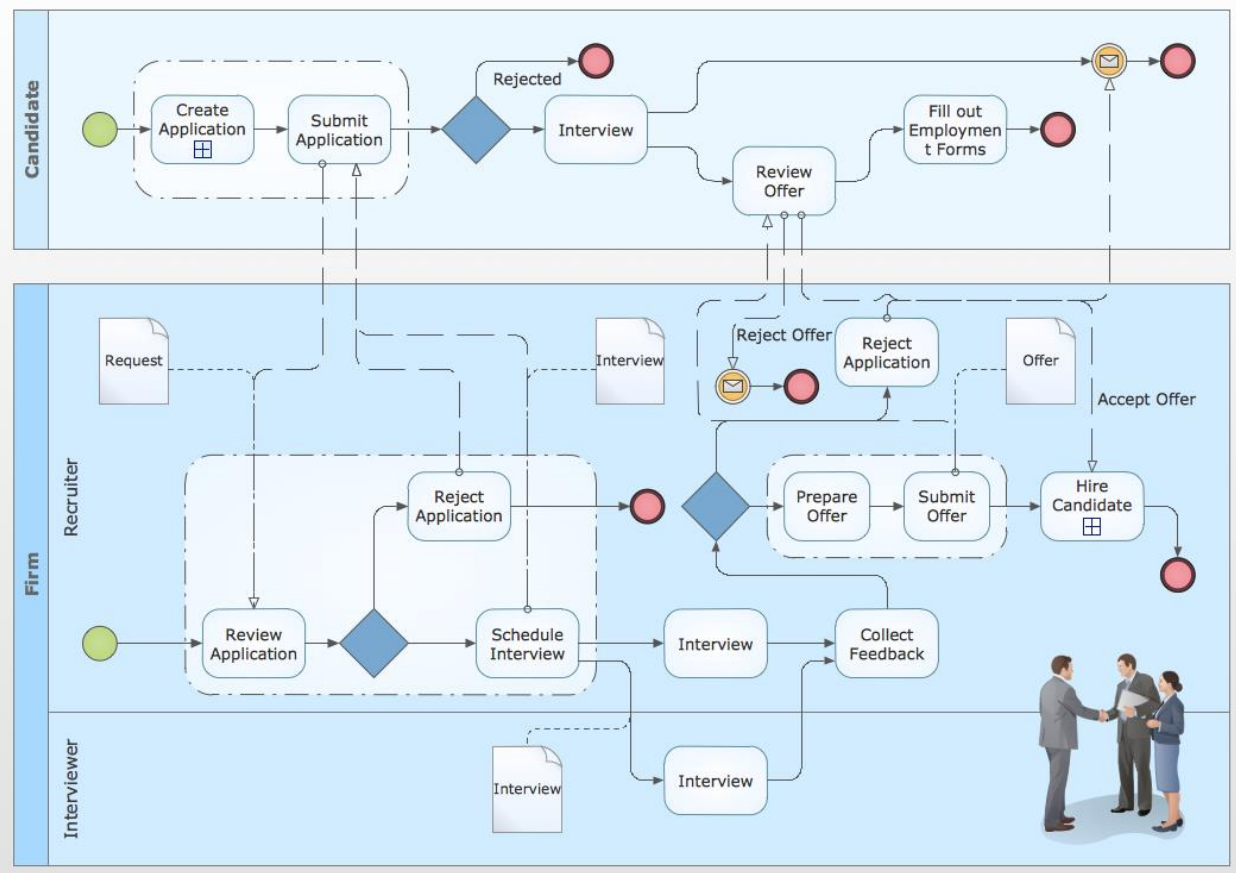 Candidate
Create
Application
Submit
Application
Rejected
Interview
Review
Offer
Fill out
Employmen
t Forms
Firm
Recruiter
Request
Interview
Reject Offer
Reject
Application
Offer
Accept Offer
Reject
Application
Prepare
Offer
Submit
Offer
Hire
Candidate
Review
Application
Schedule
Interview
Interview
Collect
Feedback
Interviewer
Interview
Interview